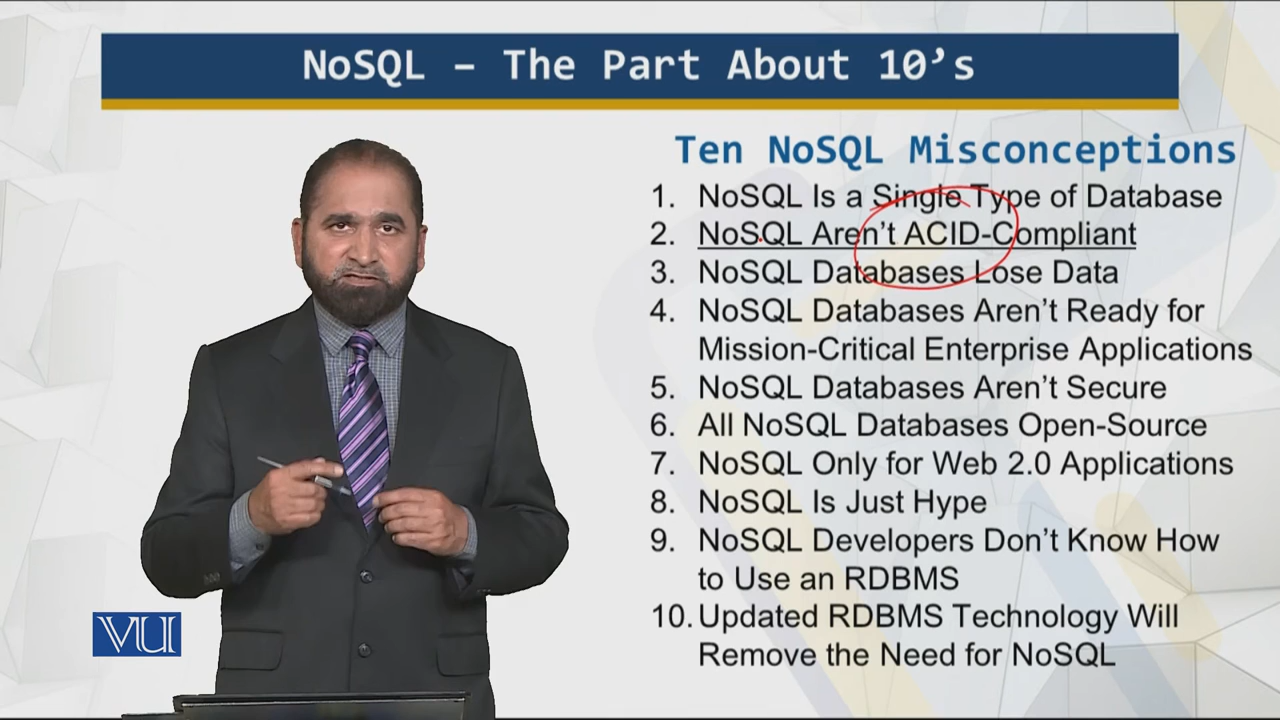 NoSQL – The Part About 10’s
Ten NoSQL Misconceptions
1. NoSQL Is a Single Type of Database
2. NoSQL Aren’t ACID-Compliant
3. NoSQL Databases Lose Data
4. NoSQL Databases Aren’t Ready for
Mission-Critical Enterprise Applications
5. NoSQL Databases Aren’t Secure
6. All NoSQL Databases Open-Source
7. NoSQL Only for Web 2.0 Applications
8. NoSQL Is Just Hype
9. NoSQL Developers Don’t Know How
to Use an RDBMS
10. Updated RDBMS Technology Will
Remove the Need for NoSQL
VU